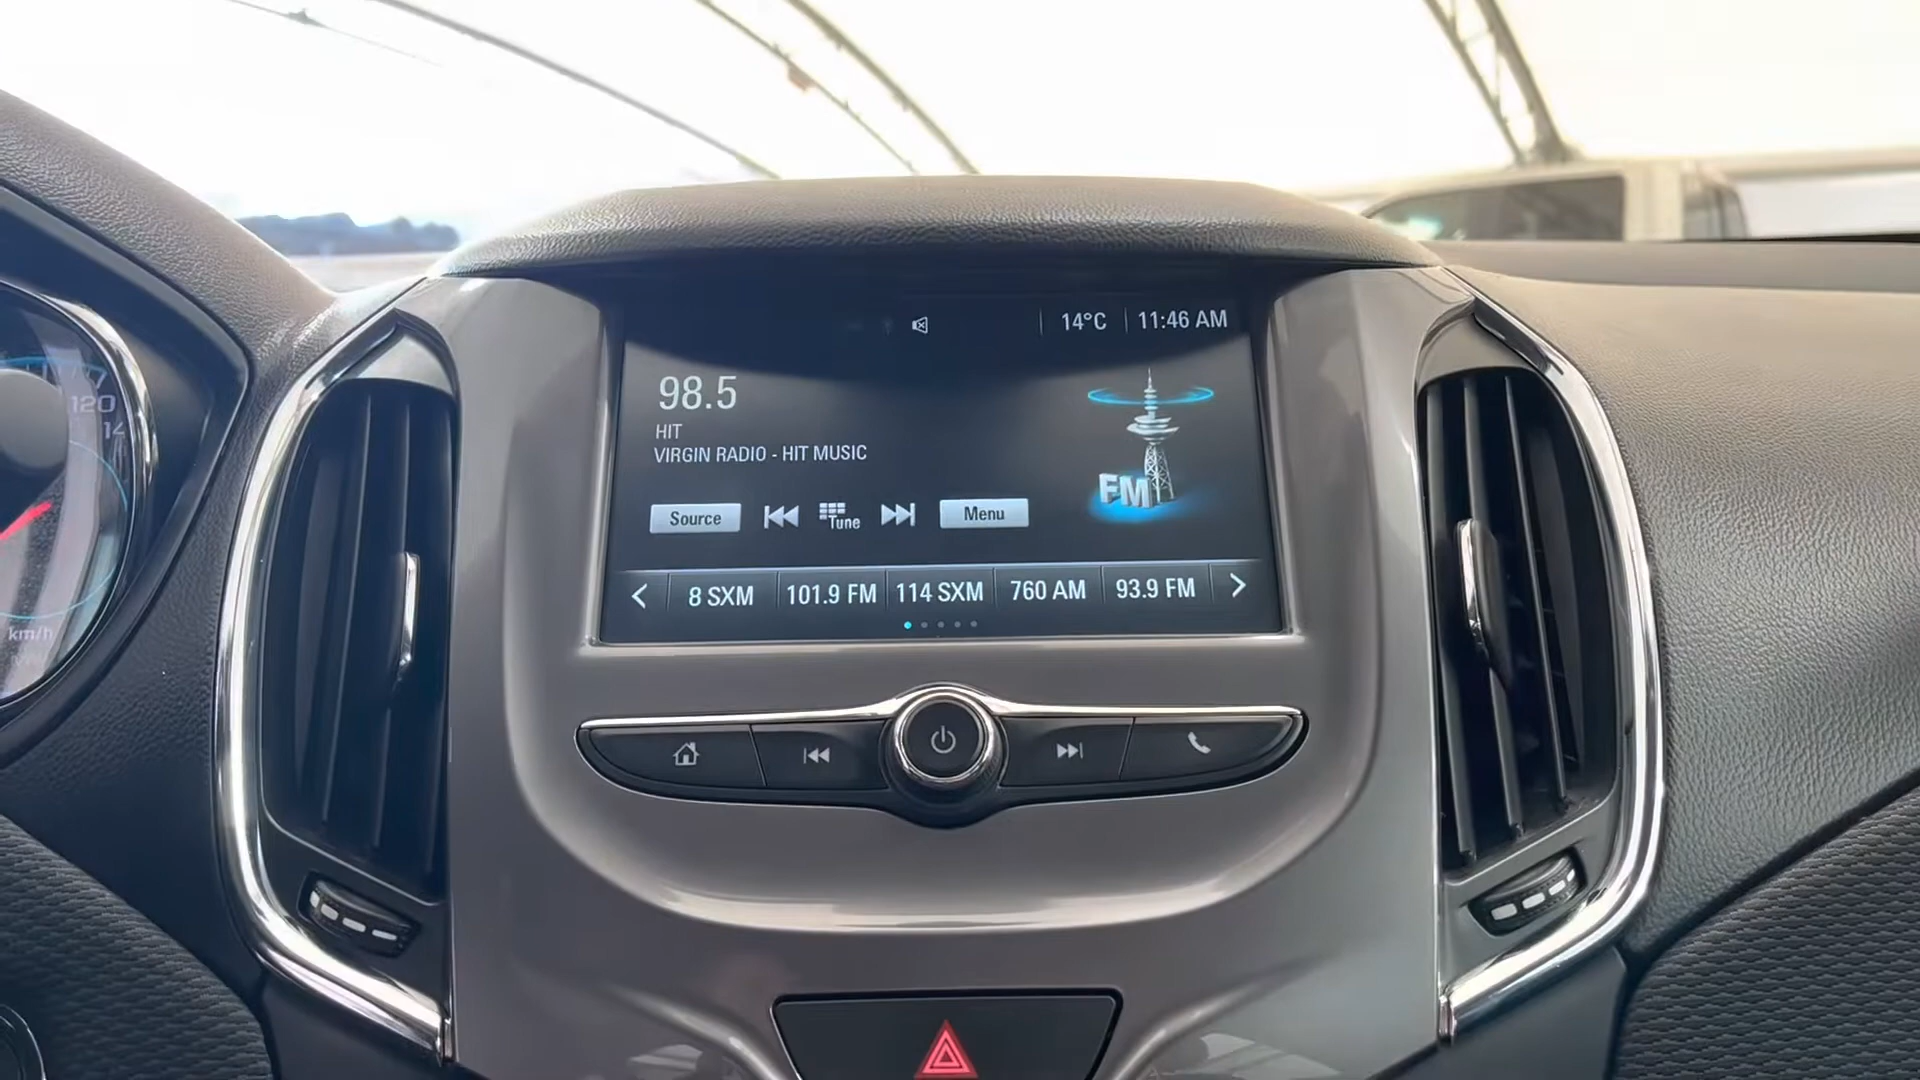 14°C 11:46 AM
98.5
HIT
VIRGIN RADIO - HIT MUSIC
FM
Source Tune Menu
8 SXM 101.9 FM 114 SXM 760 AM 93.9 FM
120
km/h